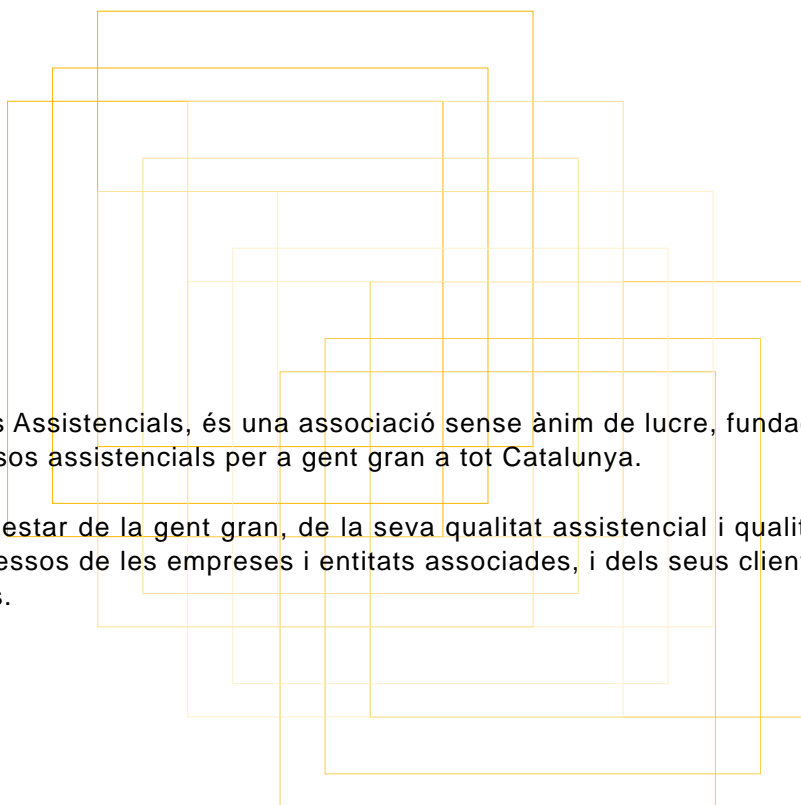 s Assistencials, és una associació sense ànim de lucre, funda
sos assistencials per a gent gran a tot Catalunya.
estar de la gent gran, de la seva qualitat assistencial i qualit
essos de les empreses i entitats associades, i dels seus client
s.